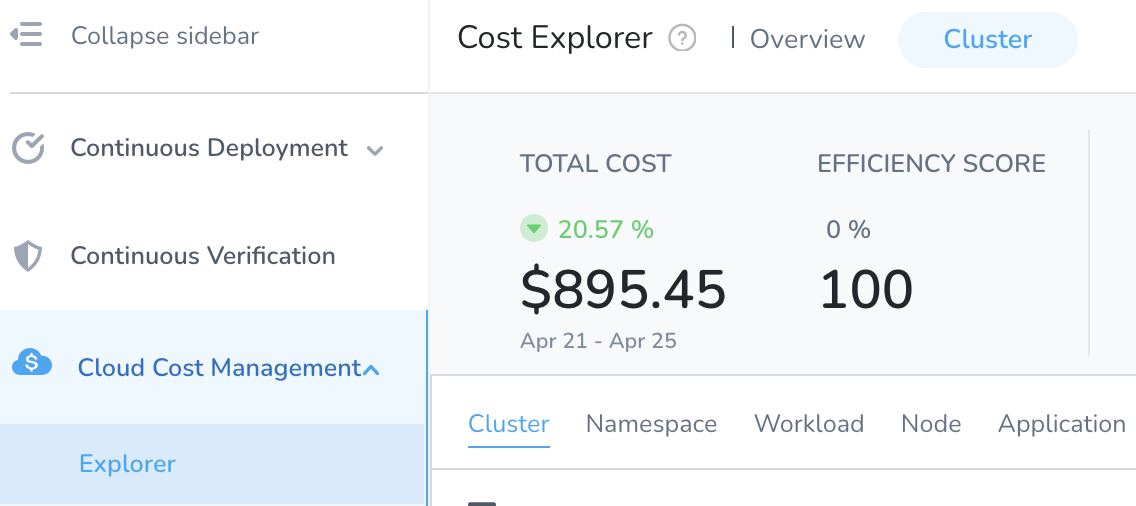 Collapse sidebar
Continuous Deployment
Continuous Verification
$ Cloud Cost Management
Explorer
Cost Explorer ? | Overview Cluster
TOTAL COST
20.57 %
$895.45
Apr 21 - Apr 25
EFFICIENCY SCORE
0 %
100
Cluster Namespace Workload Node Application